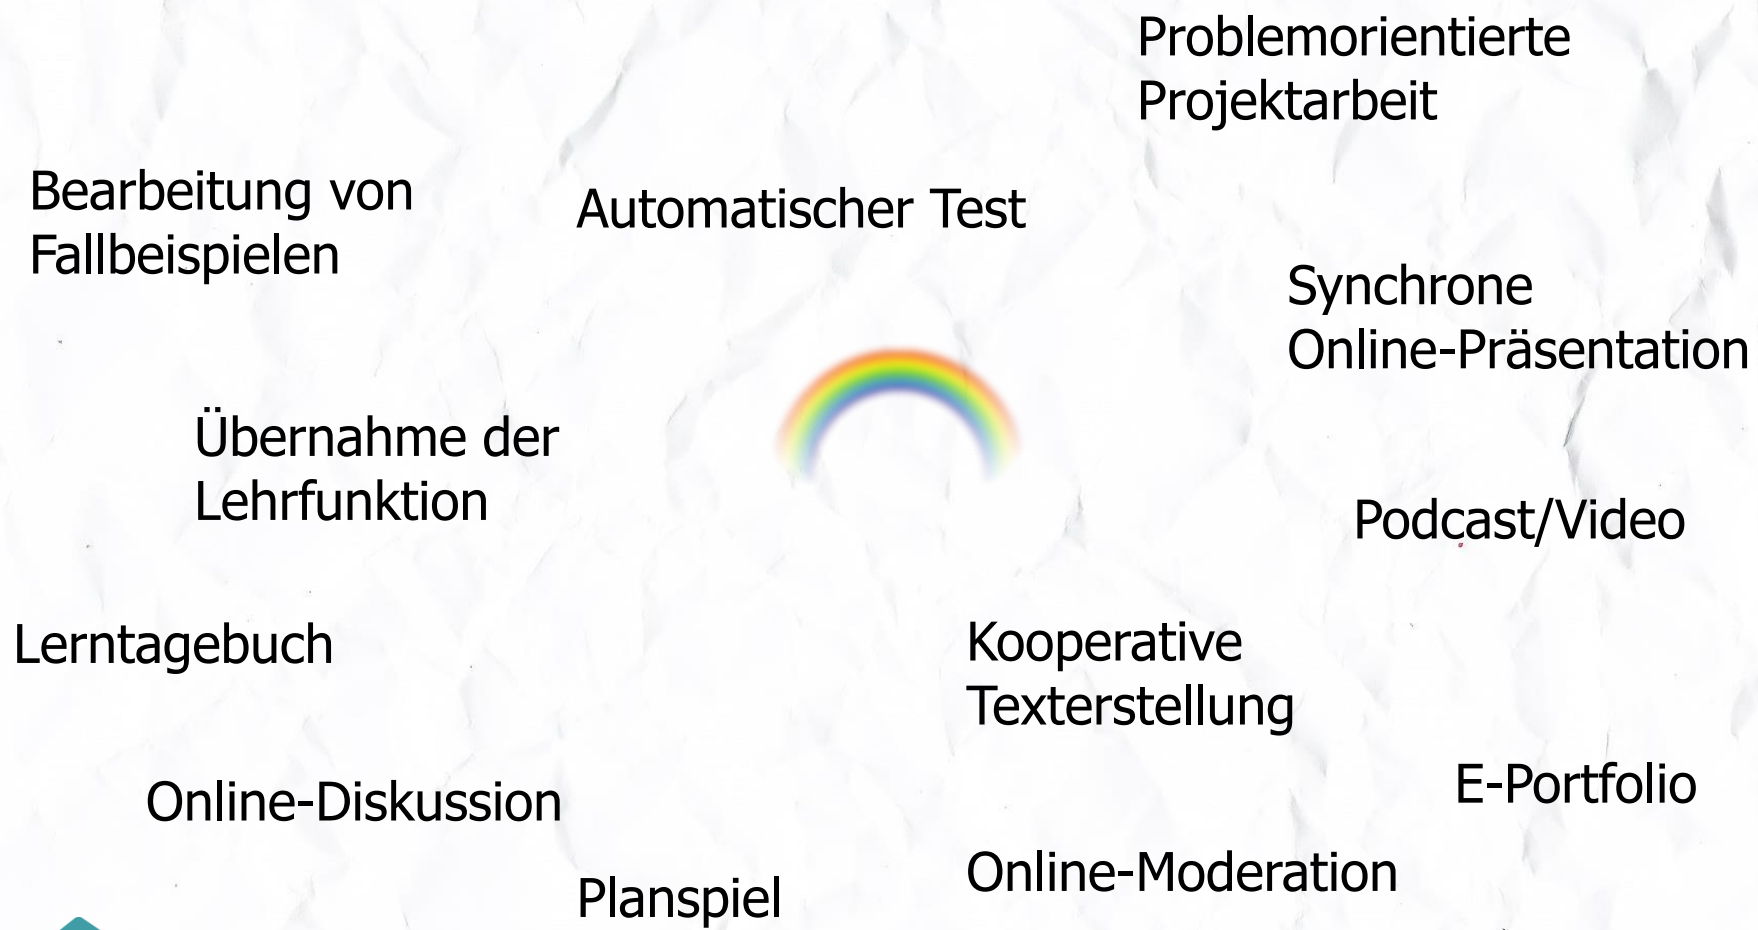 Problemorientierte
Projektarbeit
Bearbeitung von
Fallbeispielen
Automatischer Test
Synchrone
Online-Präsentation
Übernahme der
Lehrfunktion
Podcast/Video
Lerntagebuch
Kooperative
Texterstellung
Online-Diskussion
E-Portfolio
Planspiel
Online-Moderation